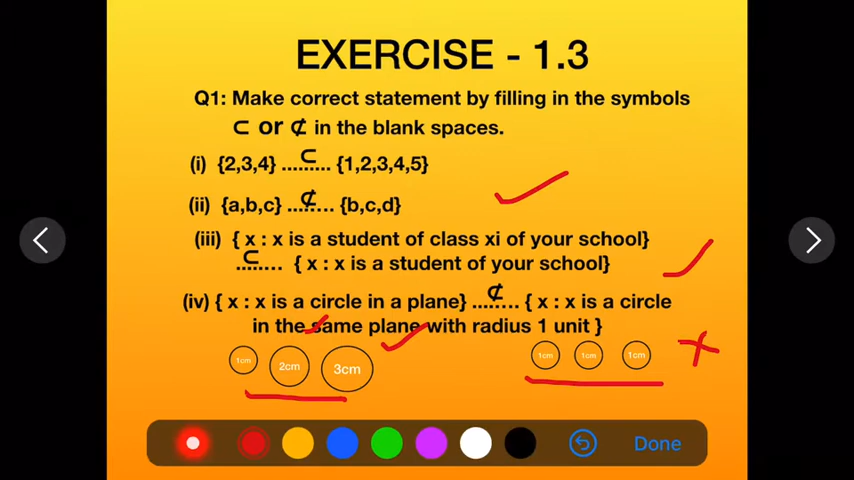 EXERCISE - 1.3
Q1: Make correct statement by filling in the symbols
⊂ or ⊄ in the blank spaces.
(i) {2,3,4} ...⊂... {1,2,3,4,5}
(ii) {a,b,c} ...⊄... {b,c,d}
(iii) { x : x is a student of class xi of your school}
...⊂... { x : x is a student of your school}
(iv) { x : x is a circle in a plane} ...⊄... { x : x is a circle
in the same plane with radius 1 unit }
1cm 2cm 3cm 1cm 1cm 1cm
Done